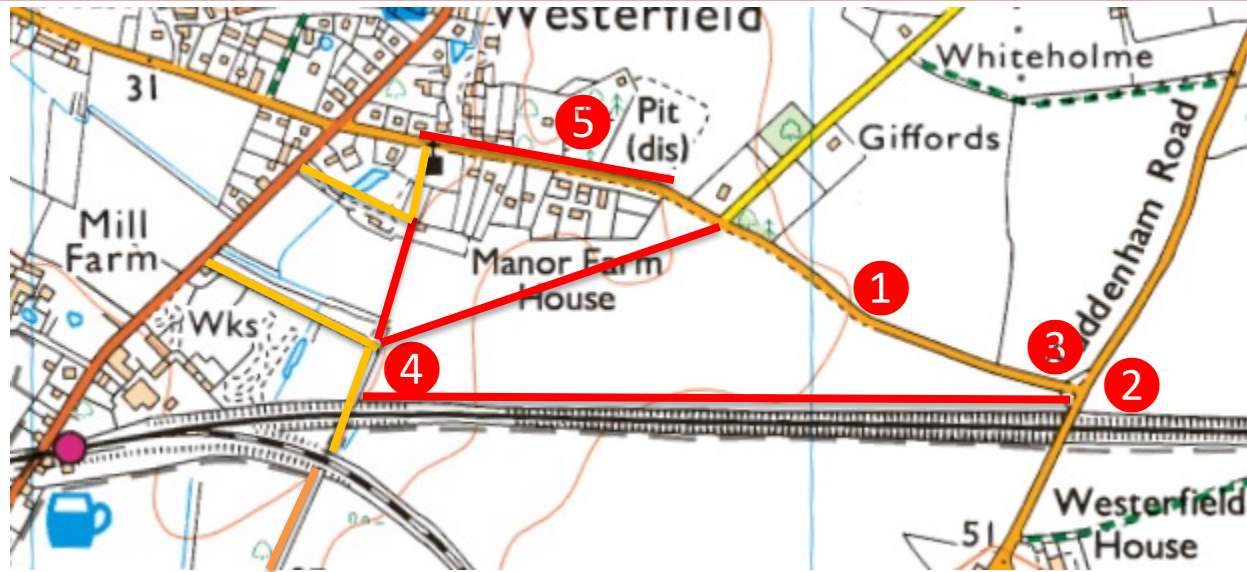 Westerfield
Whiteholme
31
5
Pit
(dis)
Giffords
Mill
Farm
Manor Farm
House
1
Wks
3
4
2
Westerfield
House
51